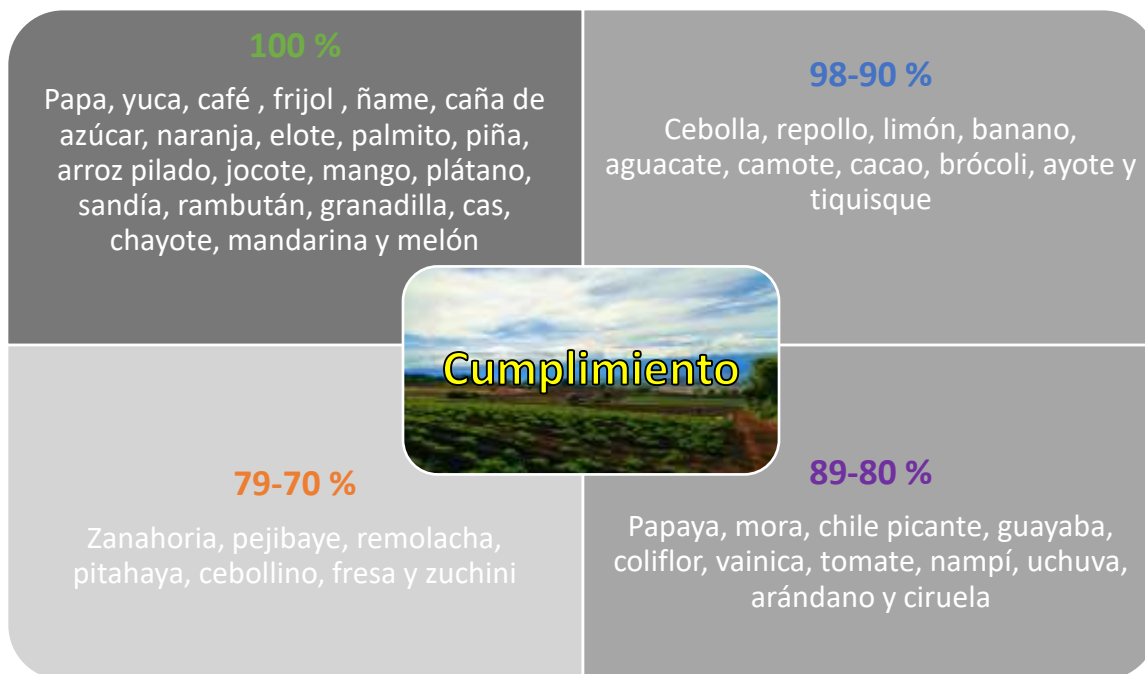 100 %
Papa, yuca, café , frijol , ñame, caña de
azúcar, naranja, elote, palmito, piña,
arroz pilado, jocote, mango, plátano,
sandía, rambután, granadilla, cas,
chayote, mandarina y melón
98-90 %
Cebolla, repollo, limón, banano,
aguacate, camote, cacao, brócoli, ayote y
tiquisque
Cumplimiento
79-70 %
Zanahoria, pejibaye, remolacha,
pitahaya, cebollino, fresa y zuchini
89-80 %
Papaya, mora, chile picante, guayaba,
coliflor, vainica, tomate, nampí, uchuva,
arándano y ciruela